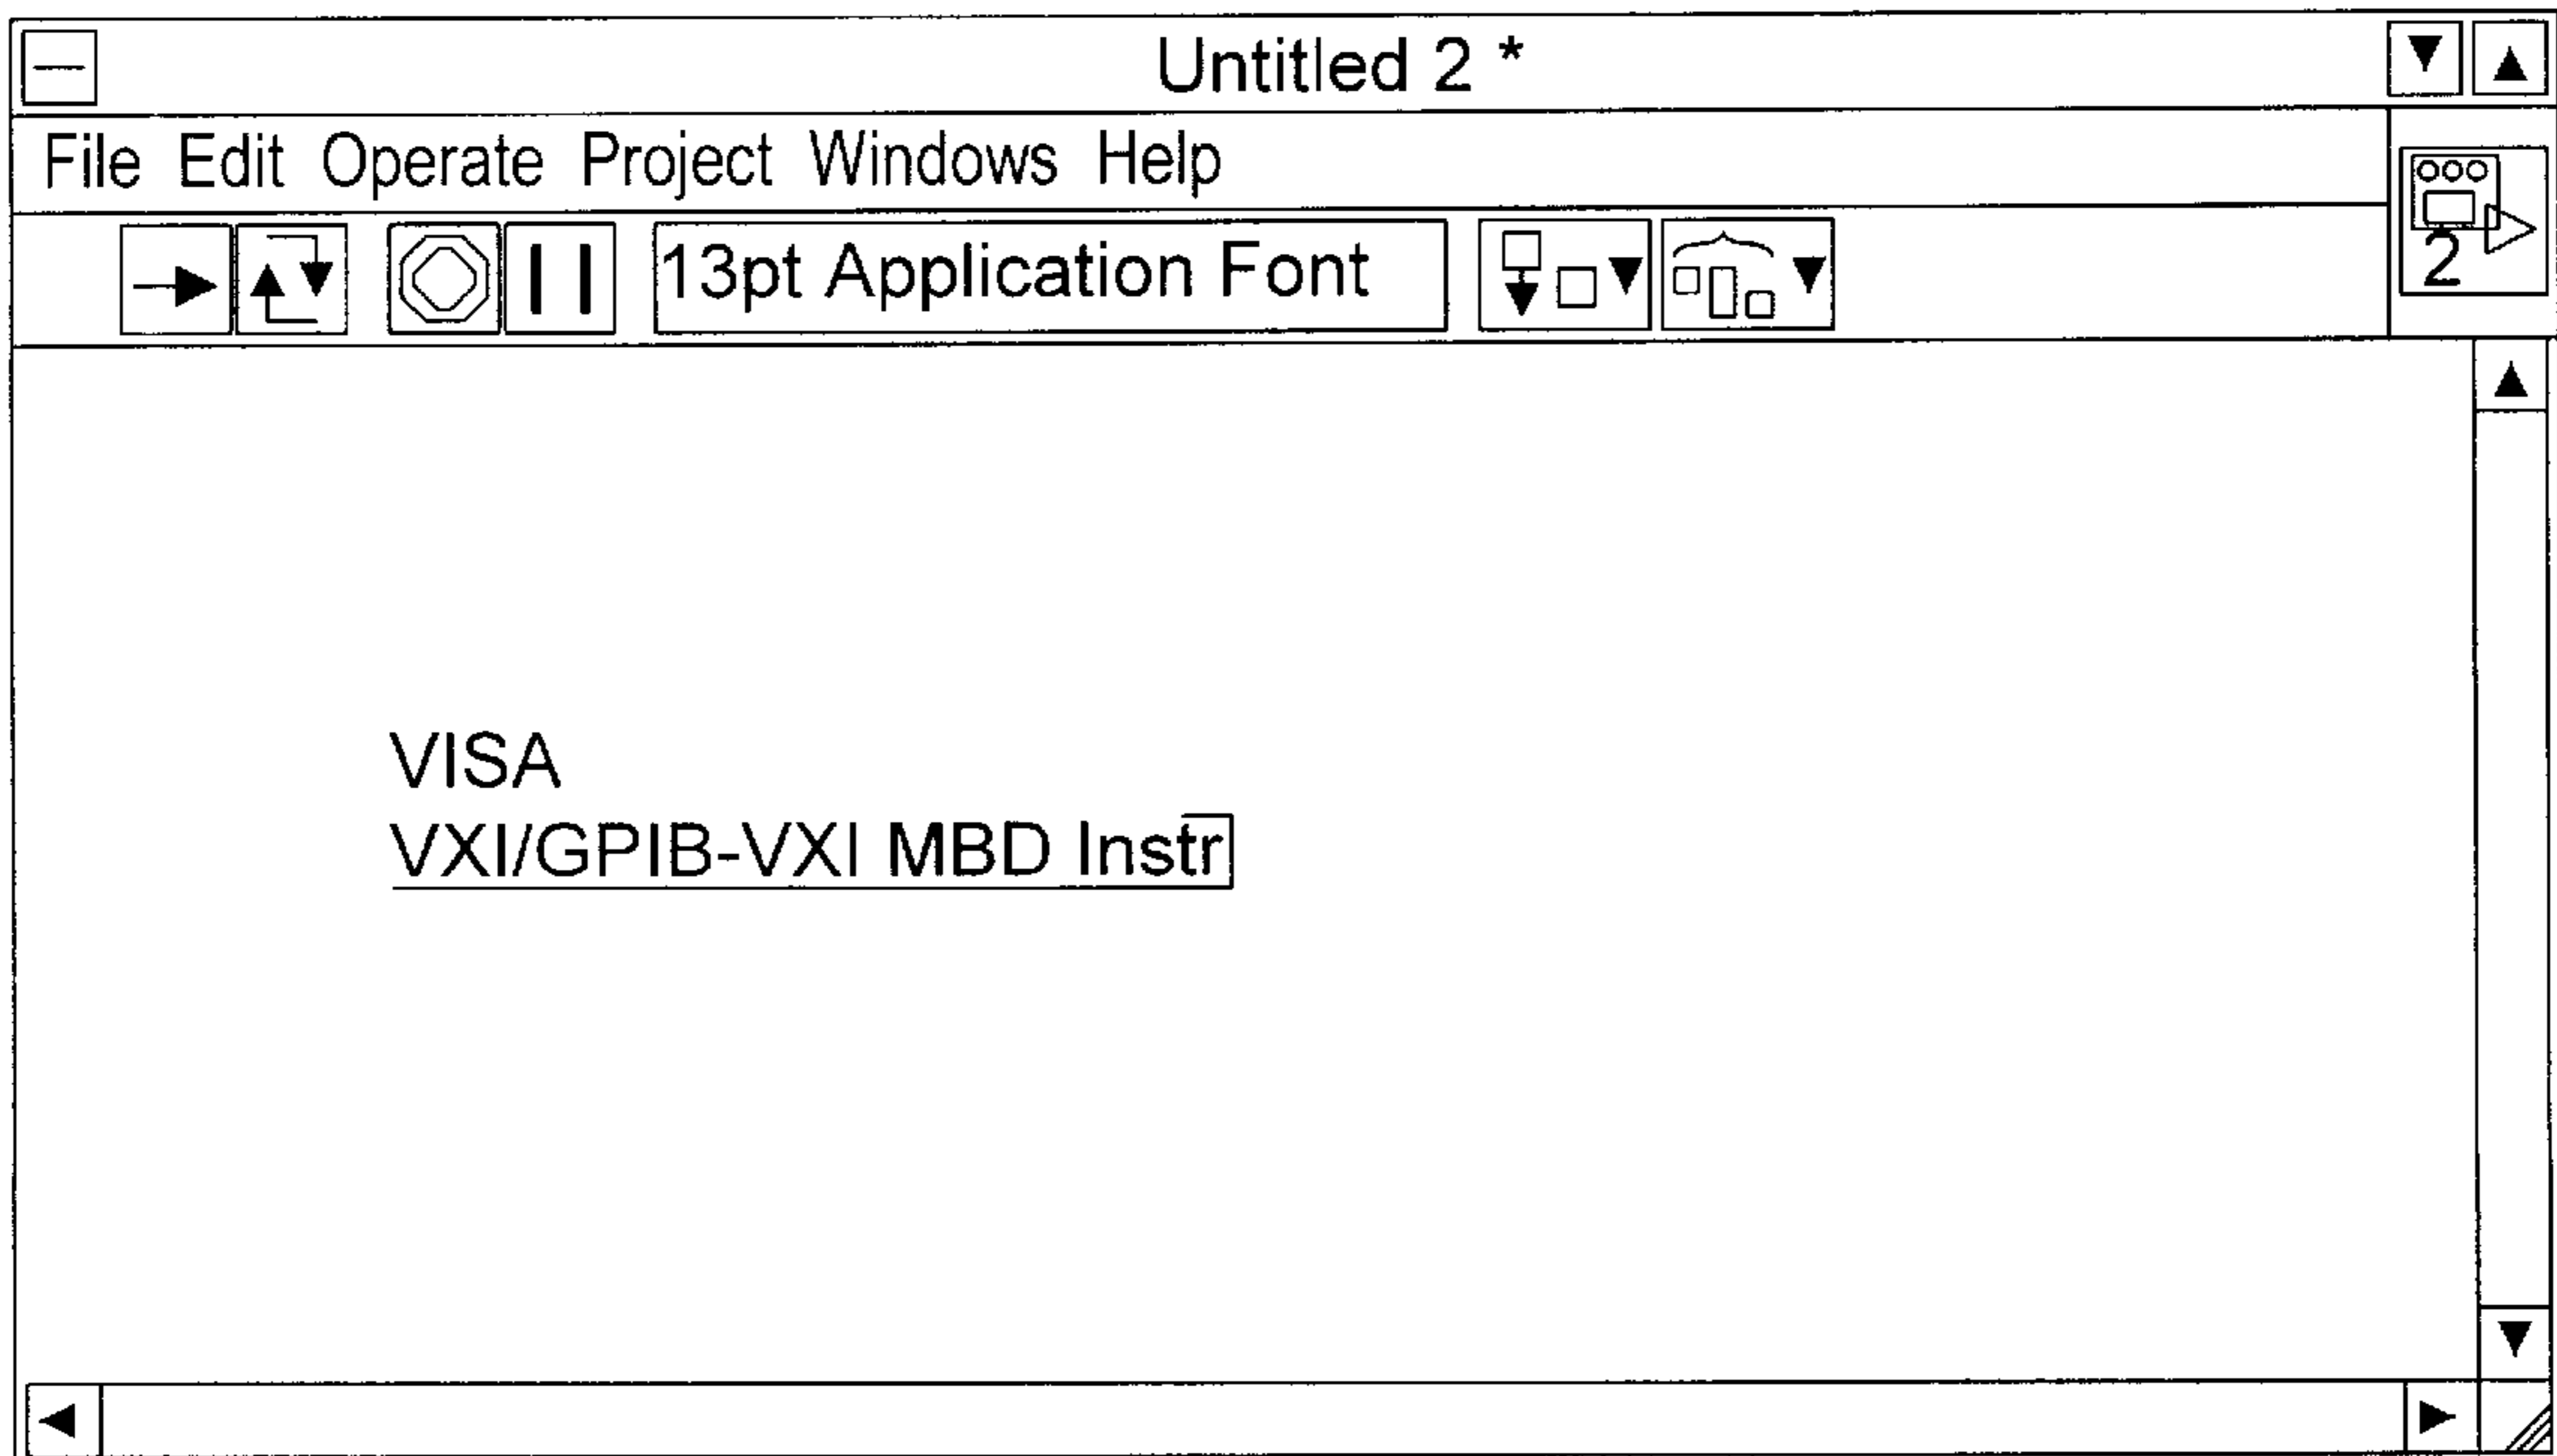 Untitled 2 *
File Edit Operate Project Windows Help
2
13pt Application Font
VISA
VXI/GPIB-VXI MBD Instr